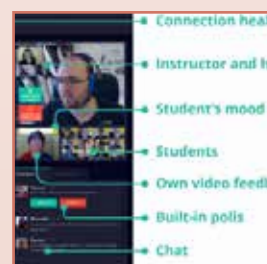 Connection heal
Instructor and h
Student's mood
Students
Own video feed
Built-in polls
Chat